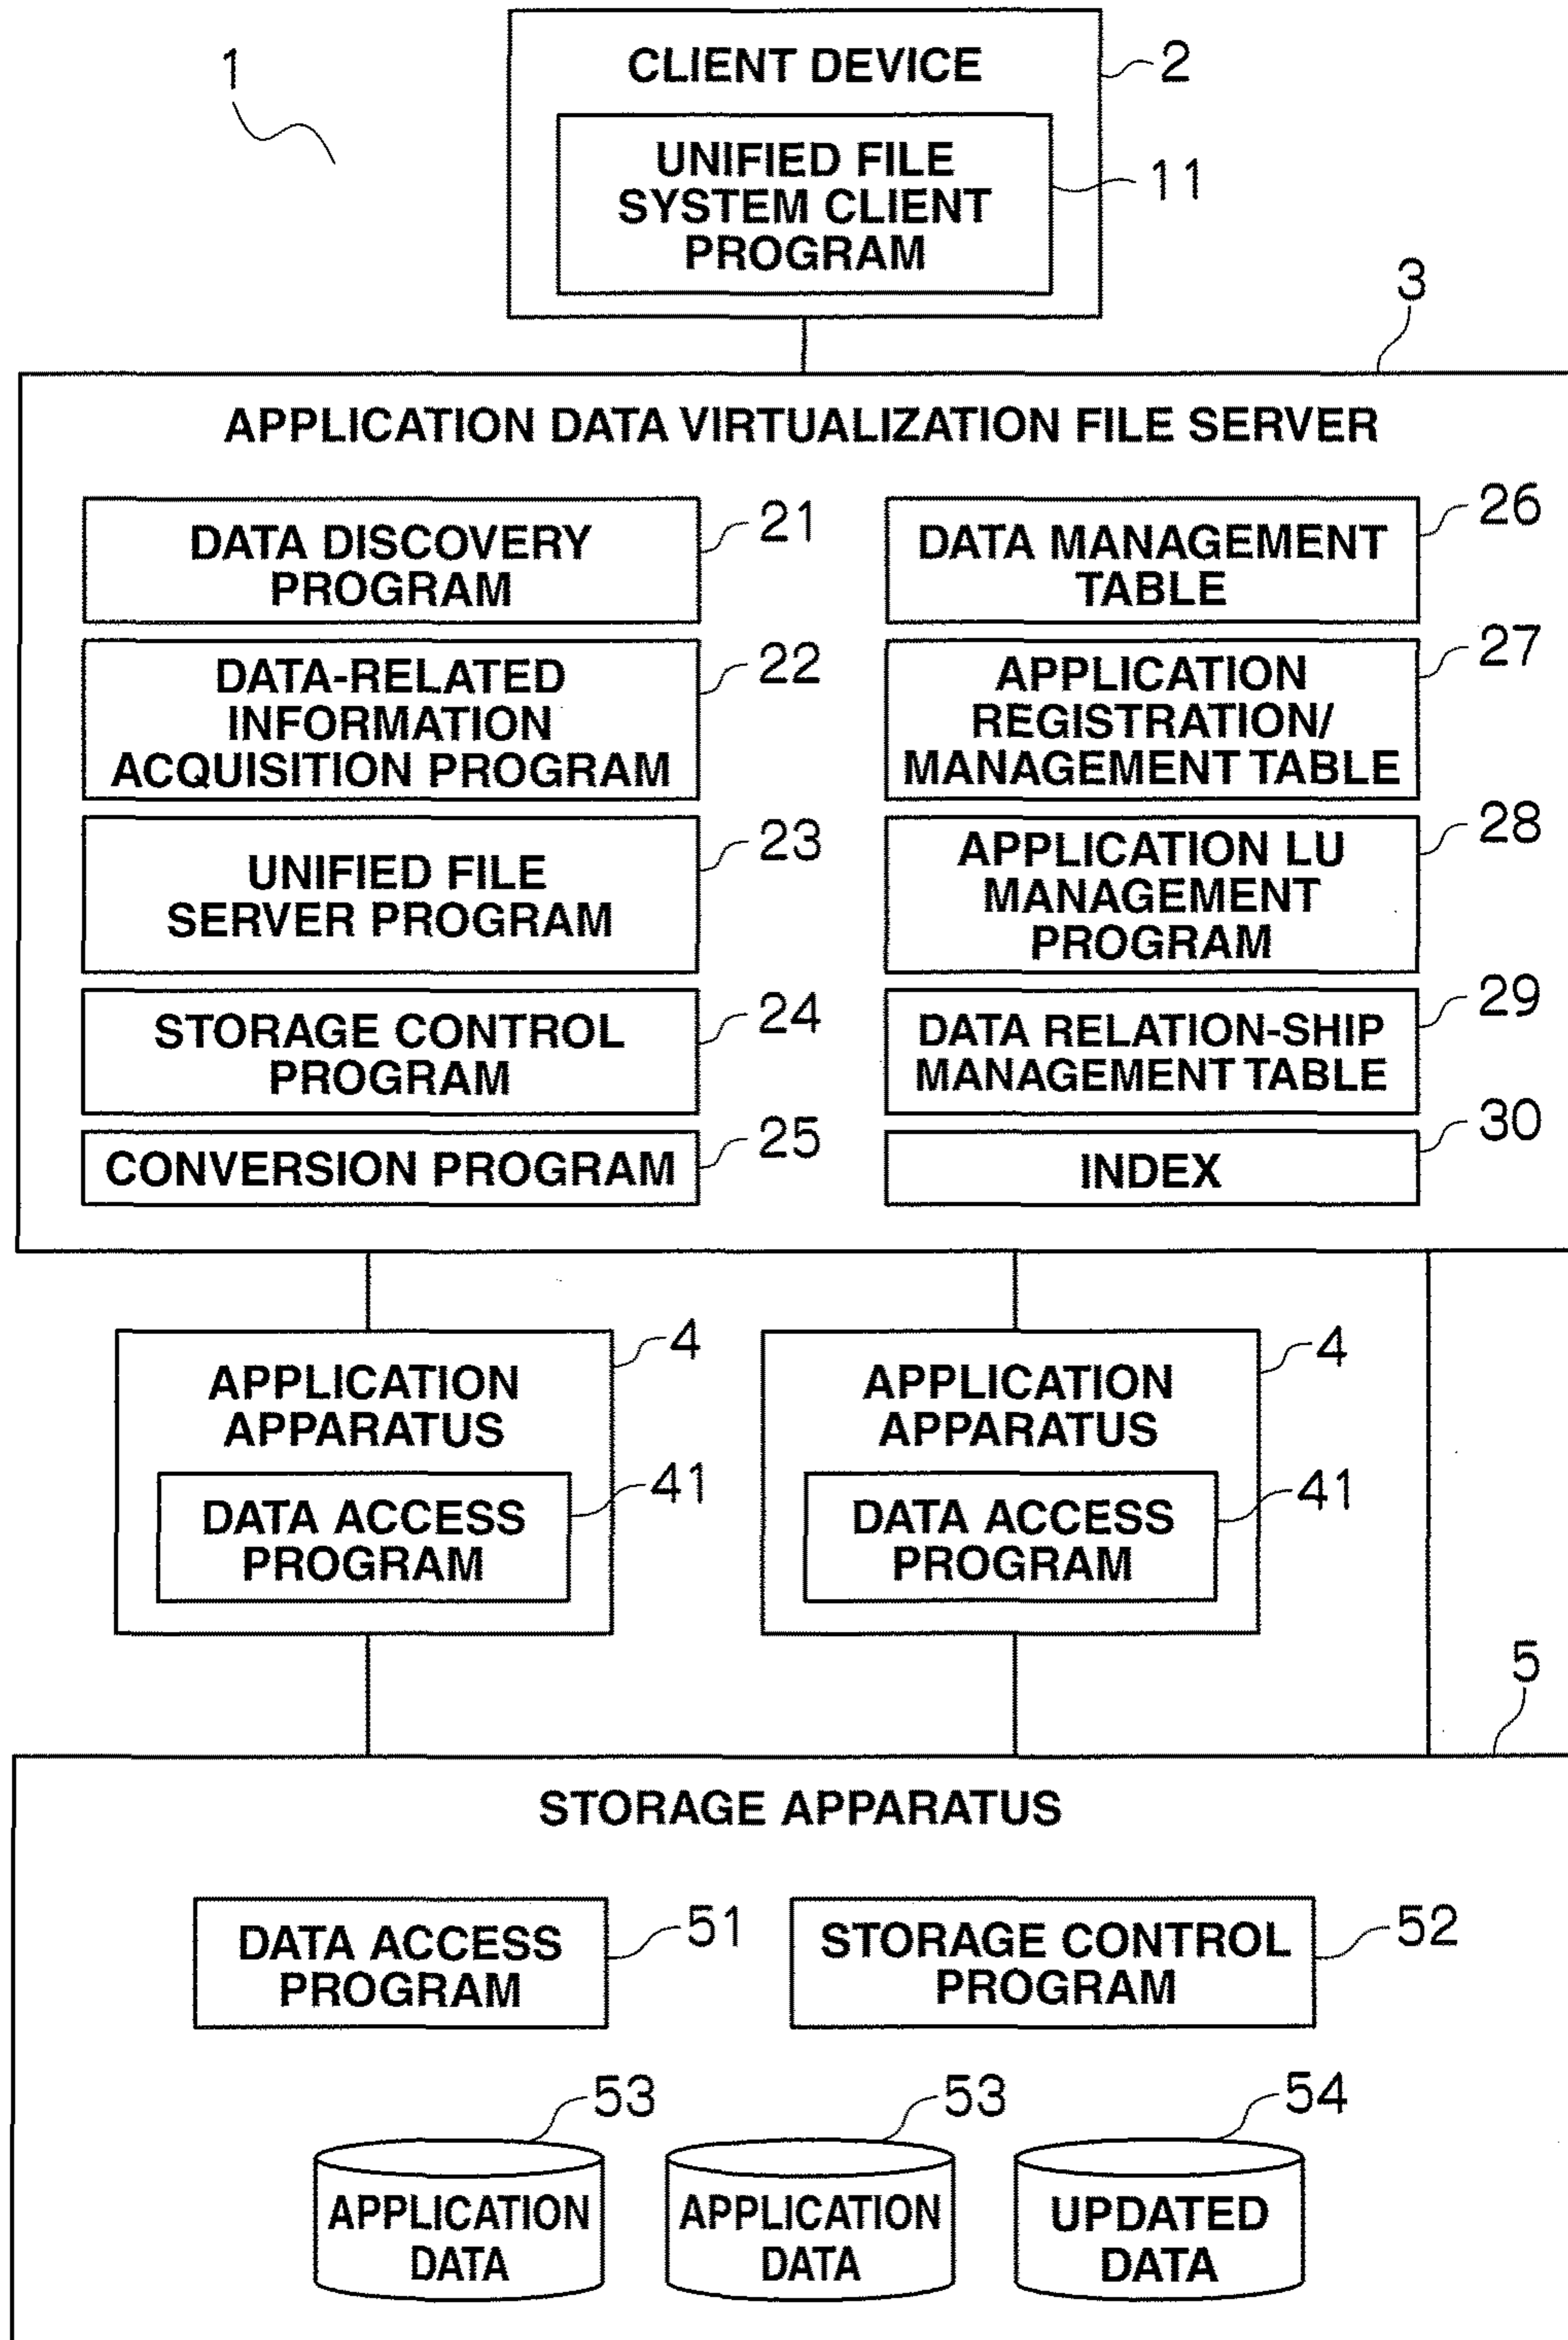 1
CLIENT DEVICE
2
UNIFIED FILE
SYSTEM CLIENT
PROGRAM
11
3
APPLICATION DATA VIRTUALIZATION FILE SERVER
DATA DISCOVERY
PROGRAM
21
DATA MANAGEMENT
TABLE
26
DATA-RELATED
INFORMATION
ACQUISITION PROGRAM
22
APPLICATION
REGISTRATION/
MANAGEMENT TABLE
27
UNIFIED FILE
SERVER PROGRAM
23
APPLICATION LU
MANAGEMENT
PROGRAM
28
STORAGE CONTROL
PROGRAM
24
DATA RELATION-SHIP
MANAGEMENT TABLE
29
CONVERSION PROGRAM
25
INDEX
30
APPLICATION
APPARATUS
4
DATA ACCESS
PROGRAM
41
APPLICATION
APPARATUS
4
DATA ACCESS
PROGRAM
41
5
STORAGE APPARATUS
DATA ACCESS
PROGRAM
51
STORAGE CONTROL
PROGRAM
52
53
APPLICATION
DATA
53
APPLICATION
DATA
54
UPDATED
DATA